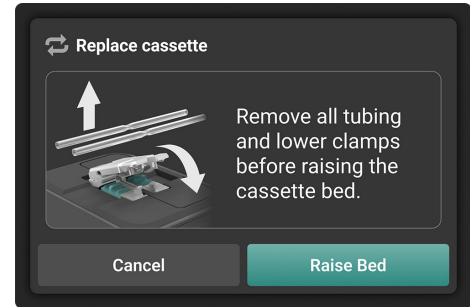 Replace cassette
Remove all tubing
and lower clamps
before raising the
cassette bed.
Cancel
Raise Bed